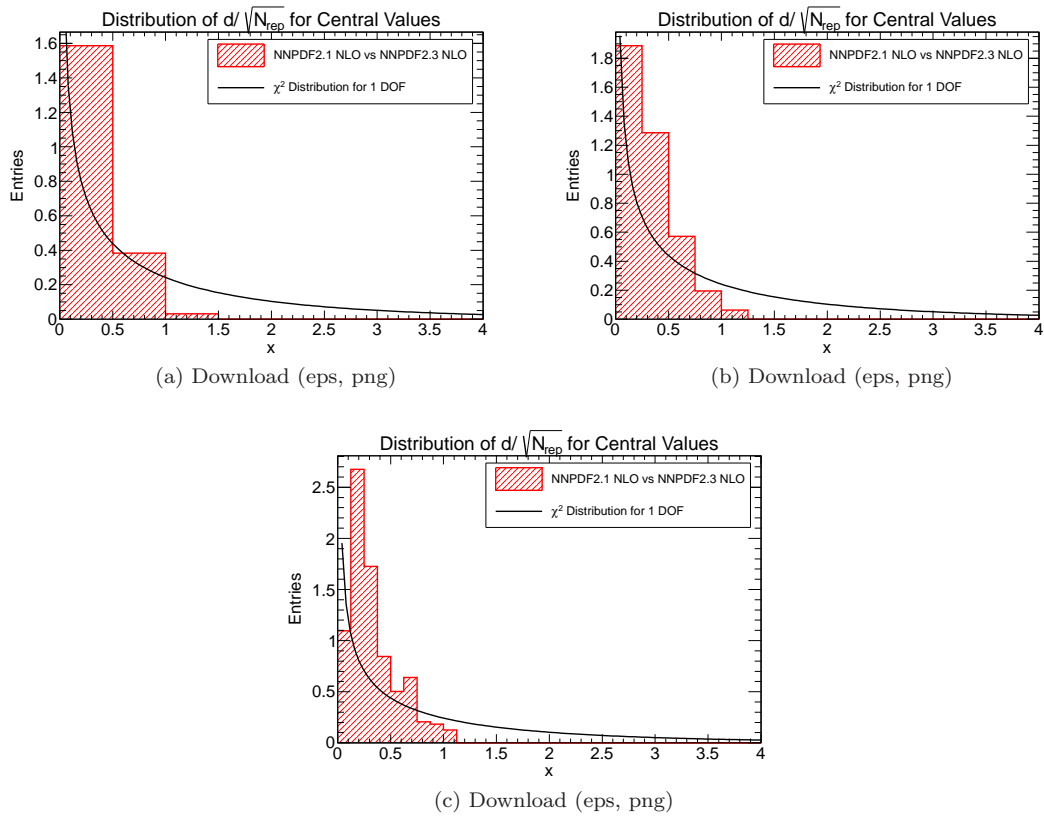 Distribution of d/ √N_rep for Central Values
NNPDF2.1 NLO vs NNPDF2.3 NLO
χ² Distribution for 1 DOF
Entries
1.6
1.4
1.2
1
0.8
0.6
0.4
0.2
0
0 0.5 1 1.5 2 2.5 3 3.5 4
x
(a) Download (eps, png)
Distribution of d/ √N_rep for Central Values
NNPDF2.1 NLO vs NNPDF2.3 NLO
χ² Distribution for 1 DOF
Entries
1.8
1.6
1.4
1.2
1
0.8
0.6
0.4
0.2
0
0 0.5 1 1.5 2 2.5 3 3.5 4
x
(b) Download (eps, png)
Distribution of d/ √N_rep for Central Values
NNPDF2.1 NLO vs NNPDF2.3 NLO
χ² Distribution for 1 DOF
Entries
2.5
2
1.5
1
0.5
0
0 0.5 1 1.5 2 2.5 3 3.5 4
x
(c) Download (eps, png)